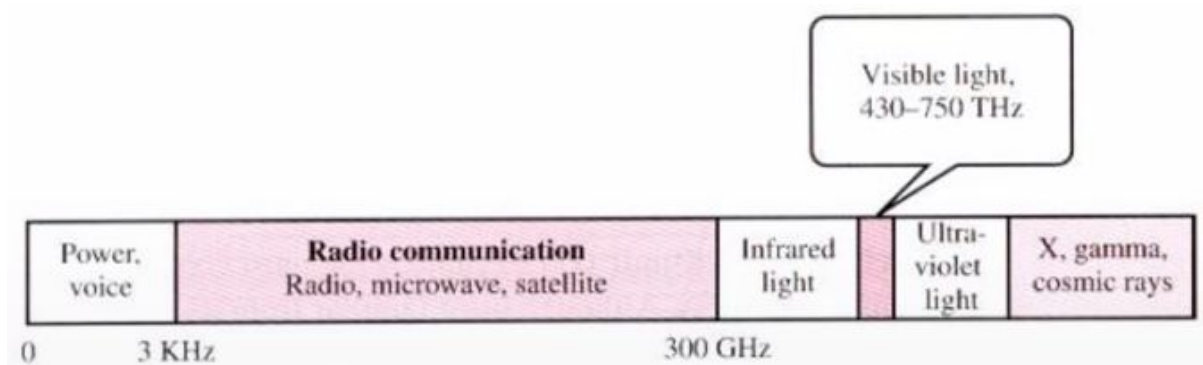 Visible light,
430–750 THz
Power,
voice
Radio communication
Radio, microwave, satellite
Infrared
light
Ultra-
violet
light
X, gamma,
cosmic rays
0
3 KHz
300 GHz